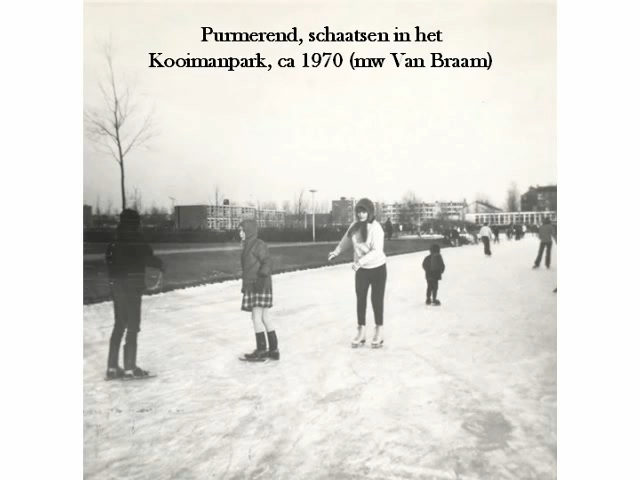 Purmerend, schaatsen in het
Kooimanpark, ca 1970 (mw Van Braam)